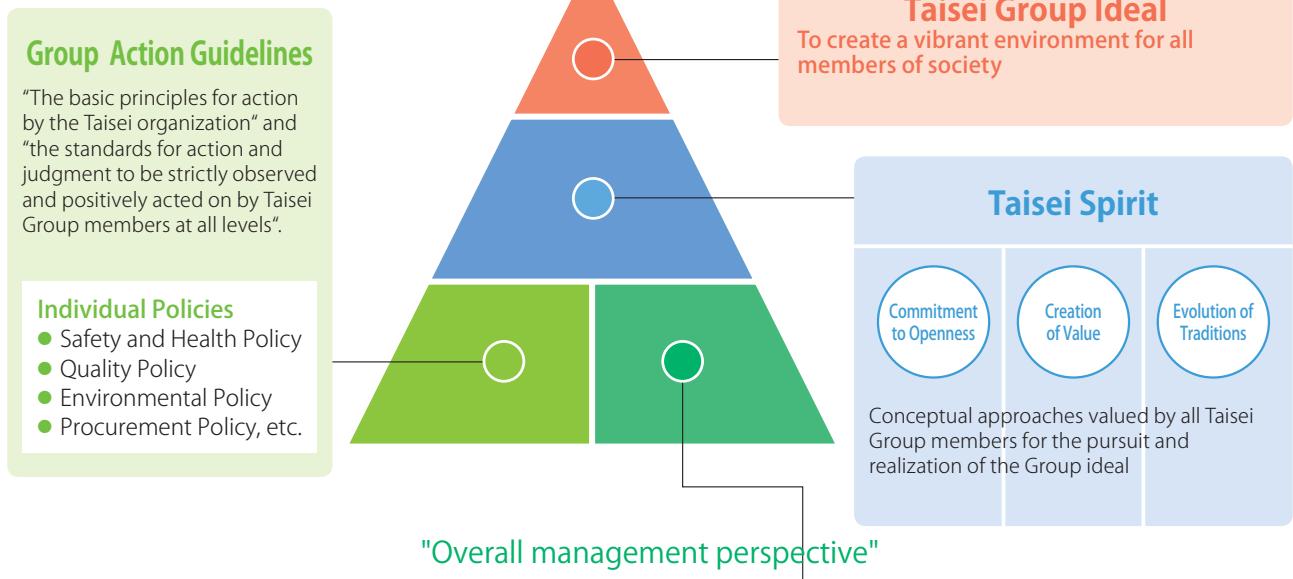 Group Action Guidelines
“The basic principles for action
by the Taisei organization“ and
“the standards for action and
judgment to be strictly observed
and positively acted on by Taisei
Group members at all levels“.
Individual Policies
● Safety and Health Policy
● Quality Policy
● Environmental Policy
● Procurement Policy, etc.
Taisei Group Ideal
To create a vibrant environment for all
members of society
Taisei Spirit
Commitment
to Openness
Creation
of Value
Evolution of
Traditions
Conceptual approaches valued by all Taisei
Group members for the pursuit and
realization of the Group ideal
"Overall management perspective"